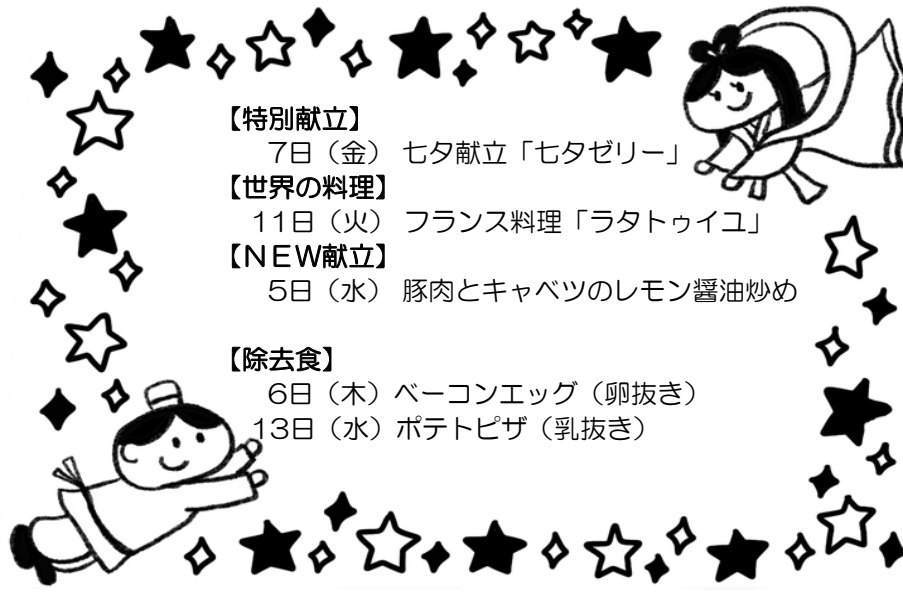 【特別献立】
7日（金） 七夕献立「七夕ゼリー」
【世界の料理】
11日（火） フランス料理「ラタトゥイユ」
【NEW献立】
5日（水） 豚肉とキャベツのレモン醤油炒め
【除去食】
6日（木）ベーコンエッグ（卵抜き）
13日（水）ポテトピザ（乳抜き）